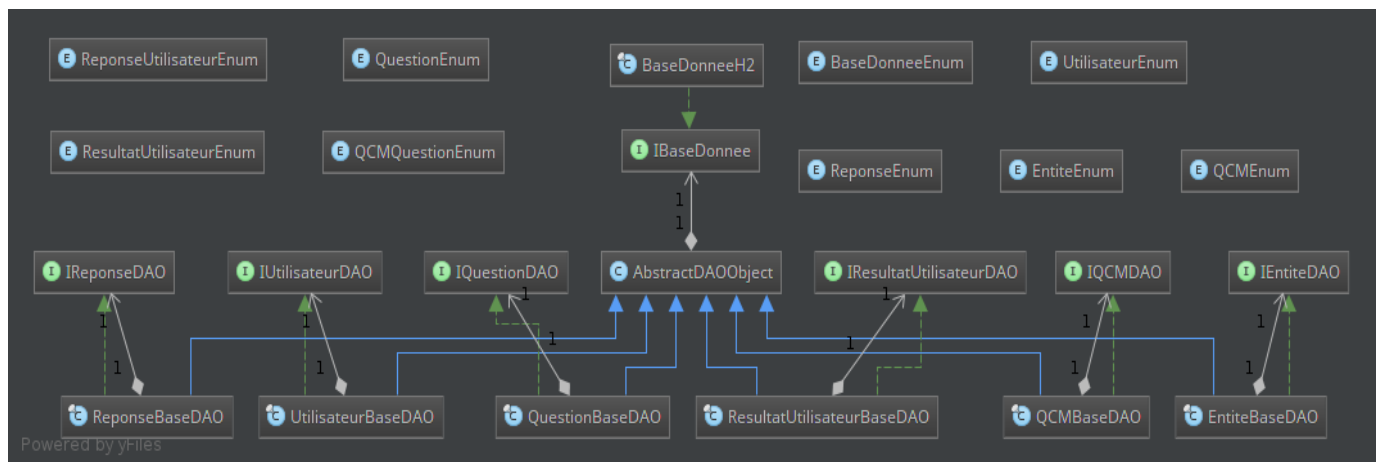 ReponseUtilisateurEnum
QuestionEnum
BaseDonneeH2
BaseDonneeEnum
UtilisateurEnum
ResultatUtilisateurEnum
QCMQuestionEnum
IBaseDonnee
ReponseEnum
EntiteEnum
QCMEnum
1
1
IReponseDAO
IUtilisateurDAO
IQuestionDAO
AbstractDAOObject
IResultatUtilisateurDAO
IQCMDAO
IEntiteDAO
1
1
1
1
1
1
1
1
1
1
1
1
ReponseBaseDAO
UtilisateurBaseDAO
QuestionBaseDAO
ResultatUtilisateurBaseDAO
QCMBaseDAO
EntiteBaseDAO
Powered by yFiles